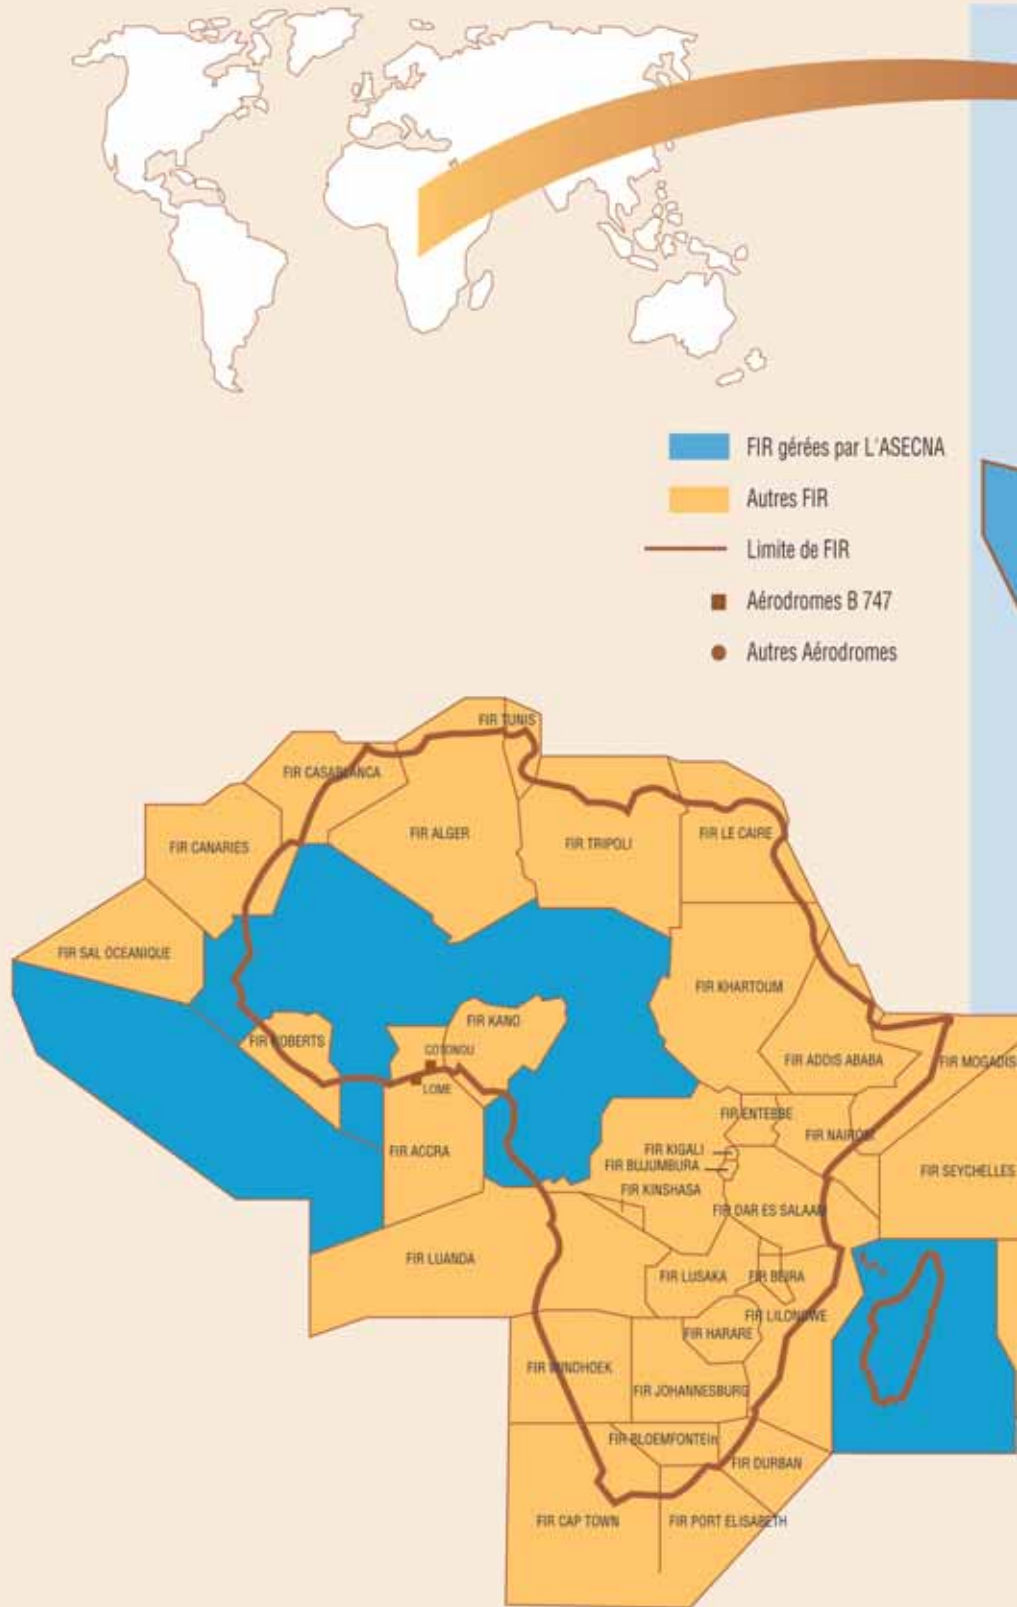 FIR gérées par L'ASECNA
Autres FIR
Limite de FIR
Aérodromes B 747
Autres Aérodromes
FIR TUNIS
FIR CASABLANCA
FIR ALGER
FIR TRIPOLI
FIR LE CAIRE
FIR CANARIES
FIR SAL OCEANIQUE
FIR KHARTOUM
FIR KANO
FIR ROBERTS
COTONOU
LOME
FIR ADDIS ABABA
FIR MOGADIS
FIR ENTEBBE
FIR NAIROBI
FIR ACCRA
FIR KIGALI
FIR BUJUMBURA
FIR SEYCHELLES
FIR KINSHASA
FIR DAR ES SALAAM
FIR LUANDA
FIR LUSAKA
FIR BEIRA
FIR LILONGWE
FIR HARARE
FIR WINDHOEK
FIR JOHANNESBURG
FIR BLOEMFONTEIn
FIR DURBAN
FIR CAP TOWN
FIR PORT ELISABETH